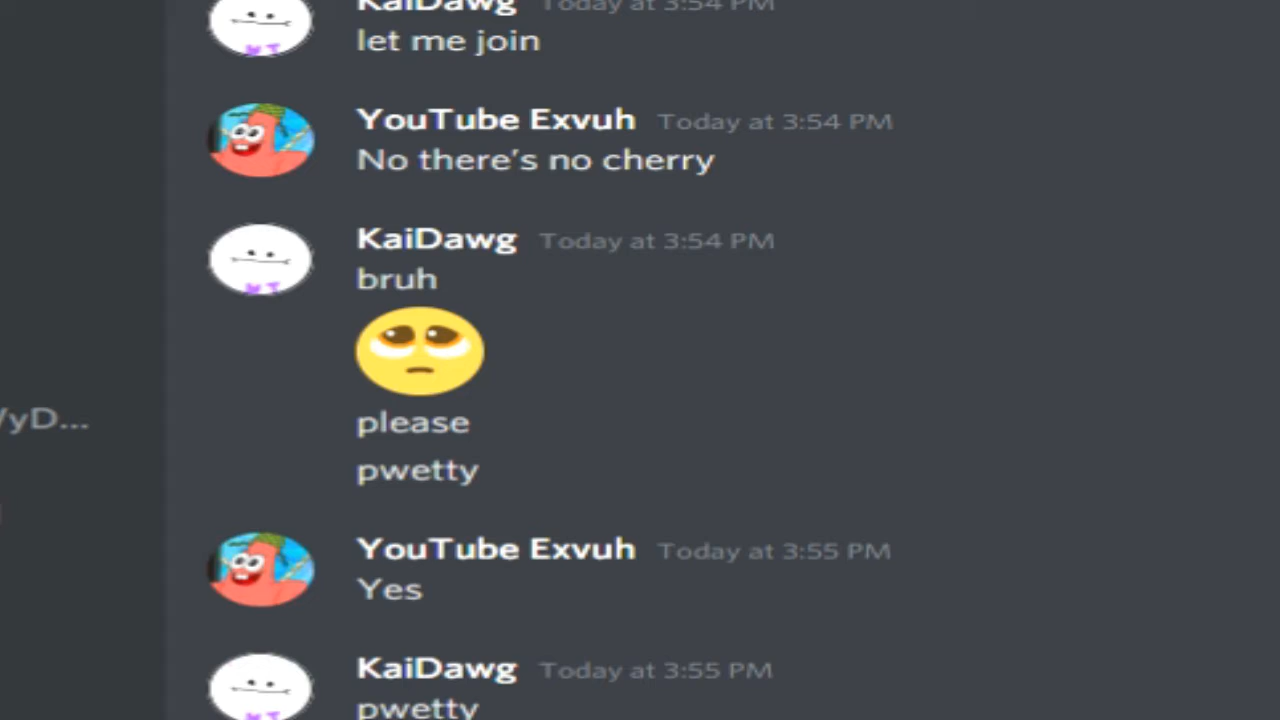 KaiDawg Today at 3:54 PM
let me join
YouTube Exvuh Today at 3:54 PM
No there's no cherry
KaiDawg Today at 3:54 PM
bruh
please
VyD...
pwetty
YouTube Exvuh Today at 3:55 PM
Yes
KaiDawg Today at 3:55 PM
pwetty